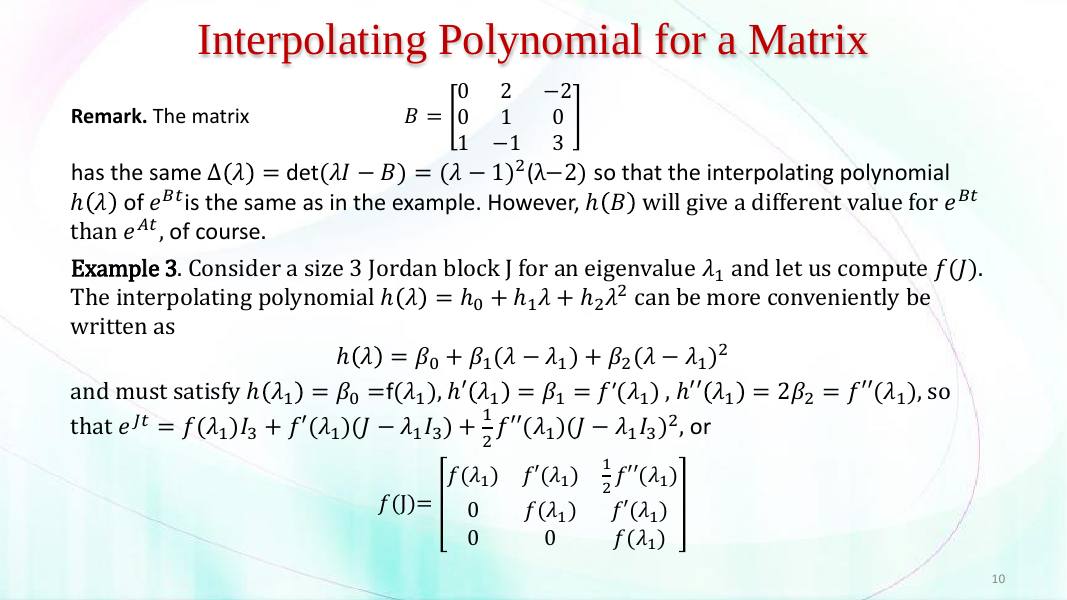 Interpolating Polynomial for a Matrix
Remark. The matrix B = [0 2 −2; 0 1 0; 1 −1 3]
has the same Δ(λ) = det(λI − B) = (λ − 1)²(λ−2) so that the interpolating polynomial
h(λ) of e^{Bt}is the same as in the example. However, h(B) will give a different value for e^{Bt}
than e^{At}, of course.
Example 3. Consider a size 3 Jordan block J for an eigenvalue λ₁ and let us compute f(J).
The interpolating polynomial h(λ) = h₀ + h₁λ + h₂λ² can be more conveniently be
written as
h(λ) = β₀ + β₁(λ − λ₁) + β₂(λ − λ₁)²
and must satisfy h(λ₁) = β₀ =f(λ₁), h′(λ₁) = β₁ = f′(λ₁) , h′′(λ₁) = 2β₂ = f′′(λ₁), so
that e^{Jt} = f(λ₁)I₃ + f′(λ₁)(J − λ₁I₃) + ½f′′(λ₁)(J − λ₁I₃)², or
f(J)= [f(λ₁) f′(λ₁) ½f′′(λ₁); 0 f(λ₁) f′(λ₁); 0 0 f(λ₁)]
10